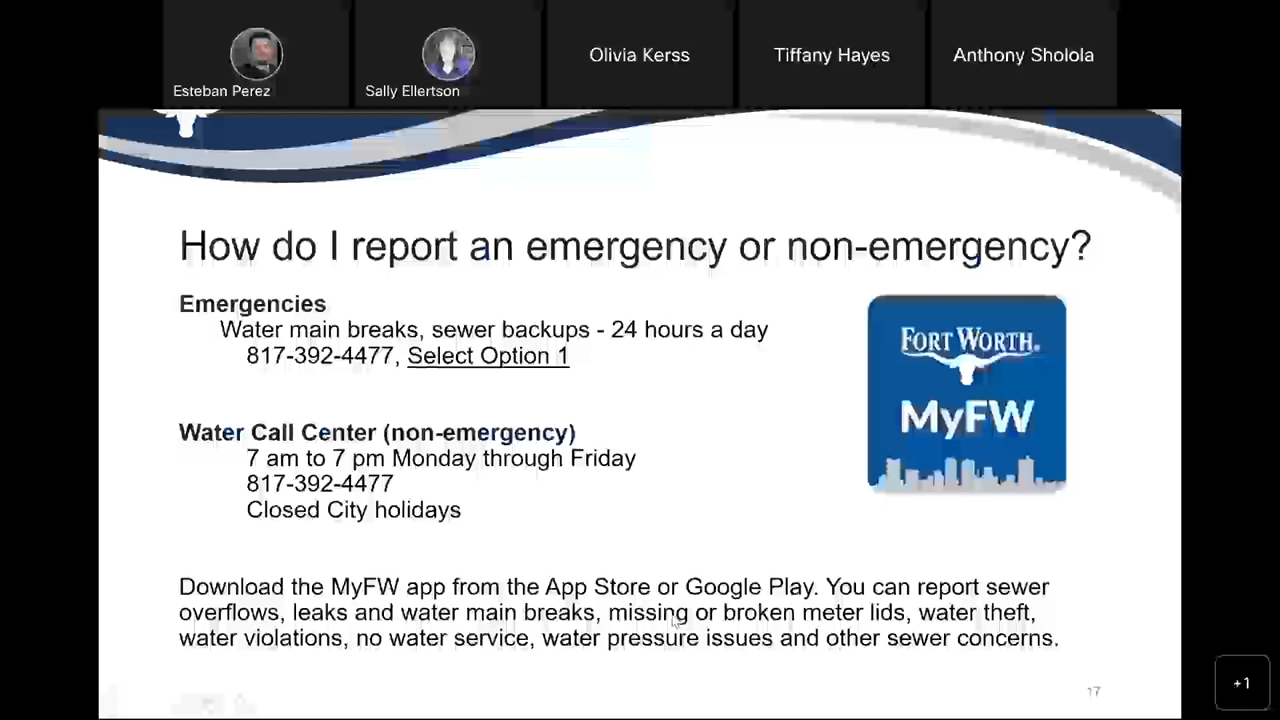 Esteban Perez
Sally Ellertson
Olivia Kerss
Tiffany Hayes
Anthony Sholola
How do I report an emergency or non-emergency?
Emergencies
Water main breaks, sewer backups - 24 hours a day
817-392-4477, Select Option 1
Water Call Center (non-emergency)
7 am to 7 pm Monday through Friday
817-392-4477
Closed City holidays
FORT WORTH®
MyFW
Download the MyFW app from the App Store or Google Play. You can report sewer
overflows, leaks and water main breaks, missing or broken meter lids, water theft,
water violations, no water service, water pressure issues and other sewer concerns.
17
+1